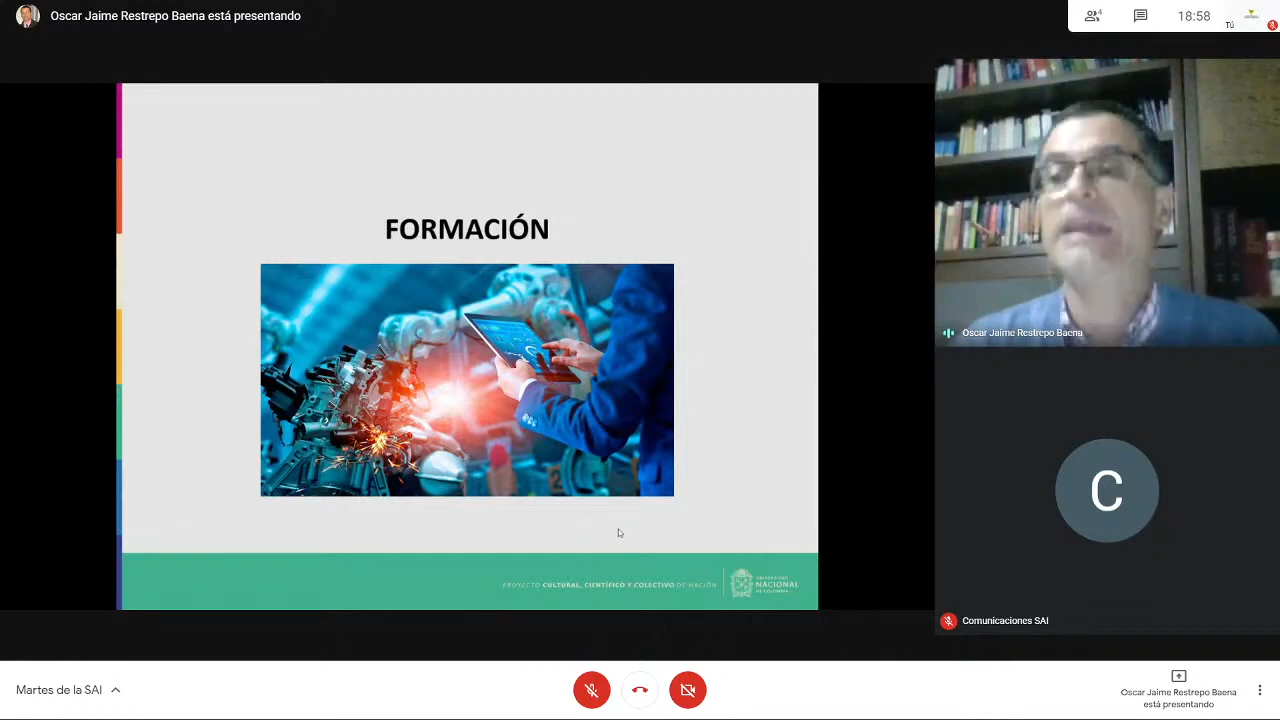 Oscar Jaime Restrepo Baena está presentando
4
18:58
Tú
FORMACIÓN
PROYECTO CULTURAL, CIENTÍFICO Y COLECTIVO DE NACIÓN
UNIVERSIDAD
NACIONAL
DE COLOMBIA
Oscar Jaime Restrepo Baena
C
Comunicaciones SAI
Martes de la SAI
Oscar Jaime Restrepo Baena
está presentando